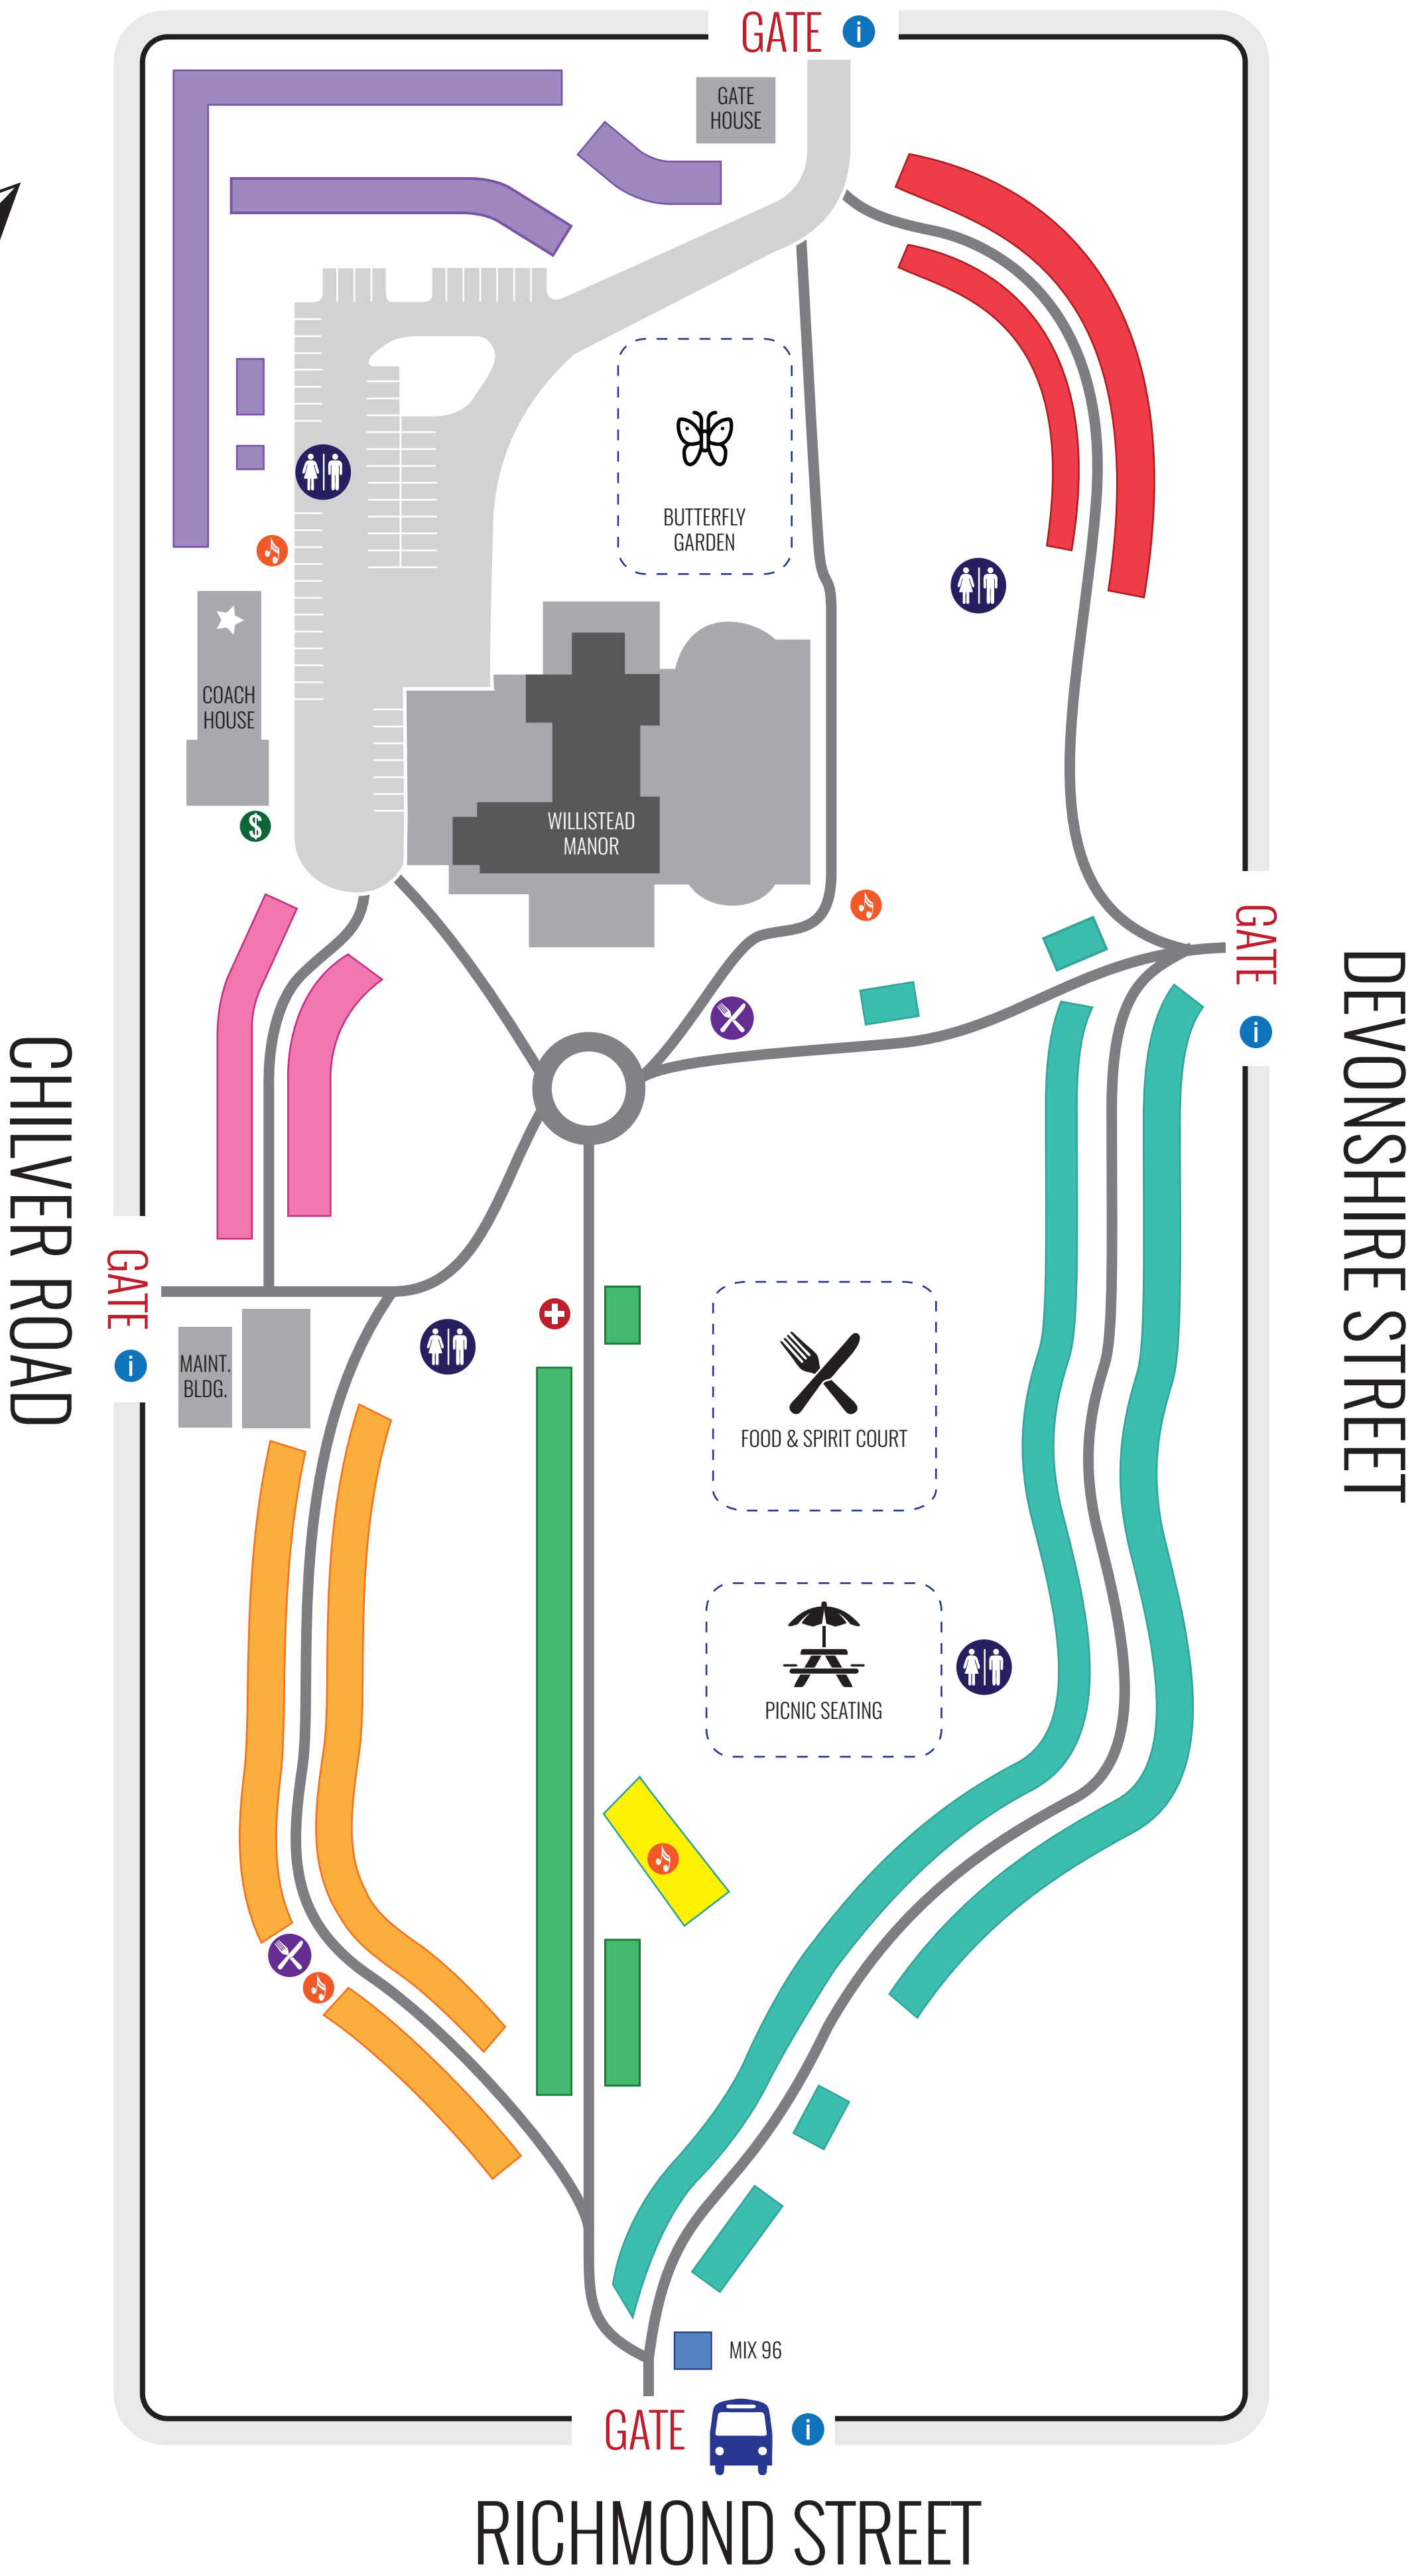 GATE
i
GATE
HOUSE
BUTTERFLY
GARDEN
COACH
HOUSE
WILLISTEAD
MANOR
$
GATE
i
DEVONSHIRE STREET
CHILVER ROAD
GATE
i
MAINT.
BLDG.
FOOD & SPIRIT COURT
PICNIC SEATING
MIX 96
GATE
i
RICHMOND STREET